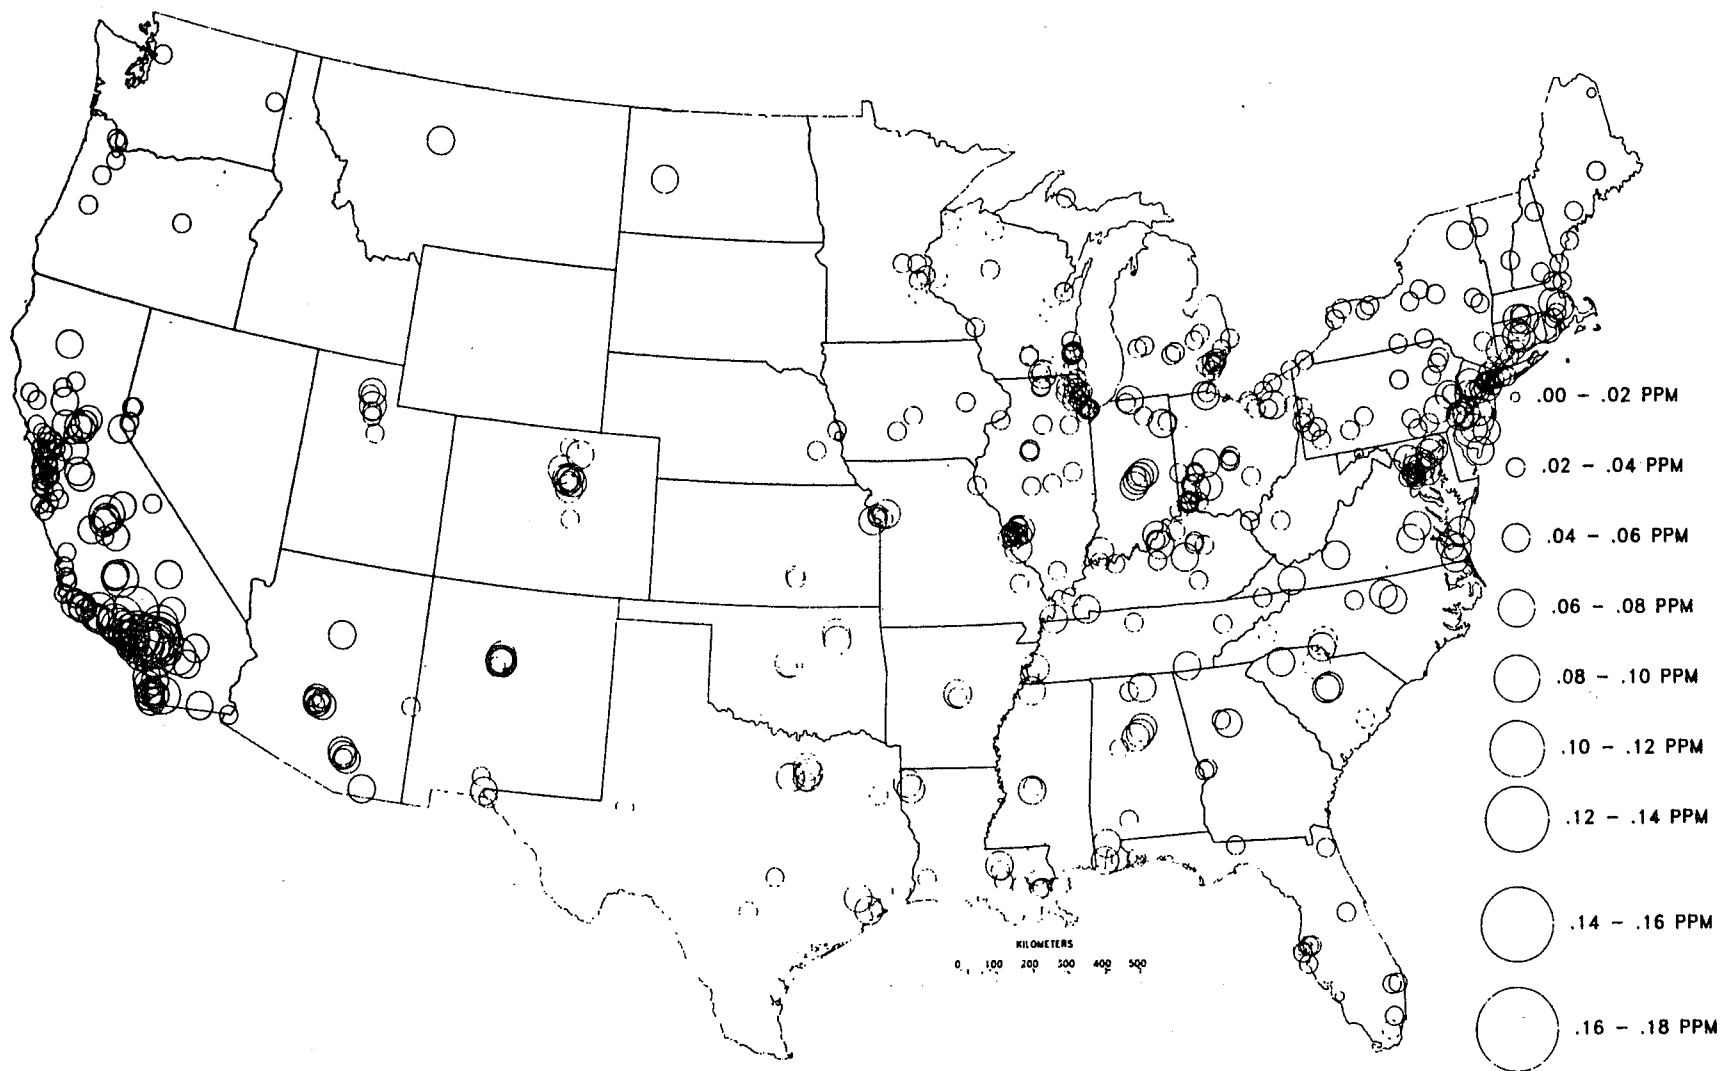 .00 - .02 PPM
.02 - .04 PPM
.04 - .06 PPM
.06 - .08 PPM
.08 - .10 PPM
.10 - .12 PPM
.12 - .14 PPM
.14 - .16 PPM
.16 - .18 PPM
KILOMETERS
0 100 200 300 400 500